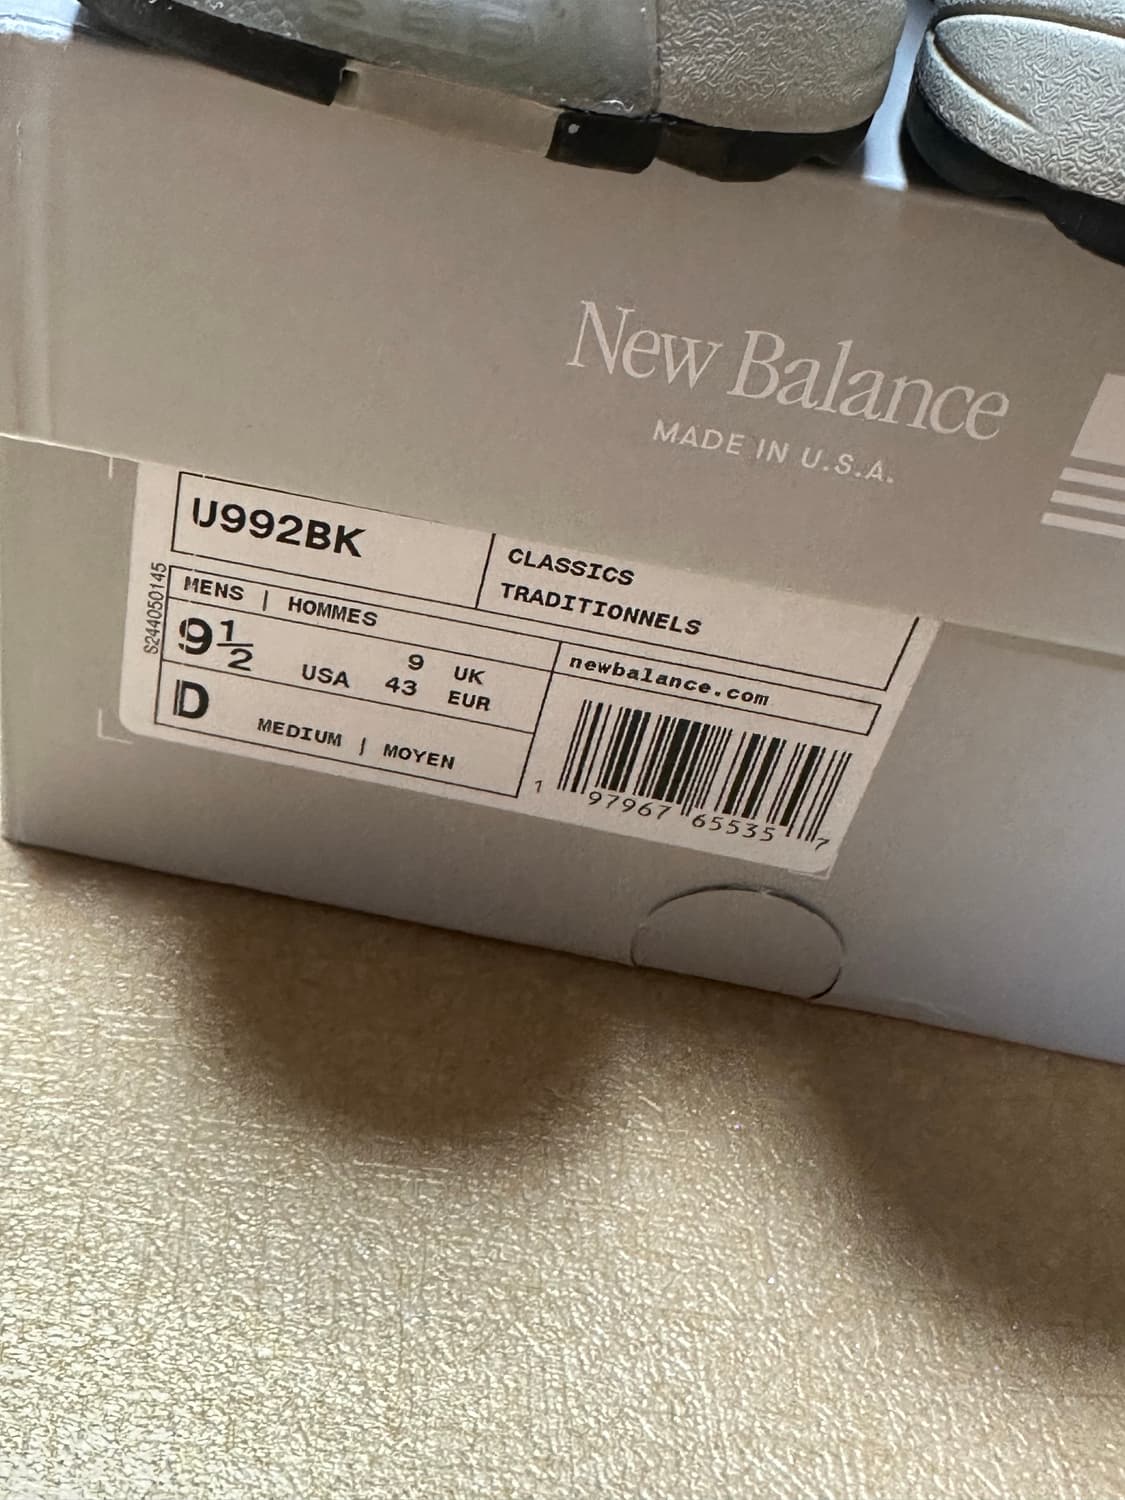 New Balance
MADE IN U.S.A.
U992BK
CLASSICS
TRADITIONNELS
MENS | HOMMES
9½ USA
9 UK
43 EUR
D MEDIUM | MOYEN
newbalance.com
1 97967 65535 7
S244050145